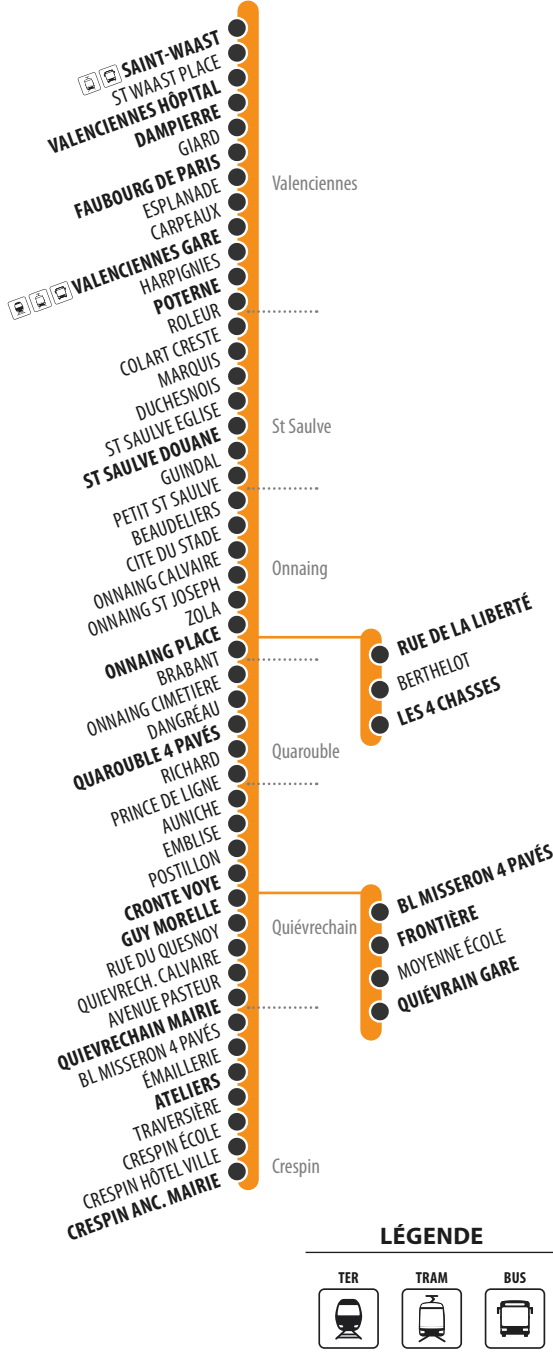 SAINT-WAAST
ST WAAST PLACE
VALENCIENNES HÔPITAL
DAMPIERRE
GIARD
FAUBOURG DE PARIS
ESPLANADE
CARPEAUX
VALENCIENNES GARE
HARPIGNIES
POTERNE
ROLEUR
COLART CRESTE
MARQUIS
DUCHESNOIS
ST SAULVE EGLISE
ST SAULVE DOUANE
GUINDAL
PETIT ST SAULVE
BEAUDELIERS
CITE DU STADE
ONNAING CALVAIRE
ONNAING ST JOSEPH
ZOLA
ONNAING PLACE
BRABANT
ONNAING CIMETIERE
DANGRÉAU
QUAROUBLE 4 PAVÉS
RICHARD
PRINCE DE LIGNE
AUNICHE
EMBLISE
POSTILLON
CRONTE VOYE
GUY MORELLE
RUE DU QUESNOY
QUIEVRECH. CALVAIRE
AVENUE PASTEUR
QUIEVRECHAIN MAIRIE
BL MISSERON 4 PAVÉS
ÉMAILLERIE
ATELIERS
TRAVERSIÈRE
CRESPIN ÉCOLE
CRESPIN HÔTEL VILLE
CRESPIN ANC. MAIRIE
Valenciennes
St Saulve
Onnaing
Quarouble
Quiévrechain
Crespin
RUE DE LA LIBERTÉ
BERTHELOT
LES 4 CHASSES
BL MISSERON 4 PAVÉS
FRONTIÈRE
MOYENNE ÉCOLE
QUIÉVRAIN GARE
LÉGENDE
TER
TRAM
BUS